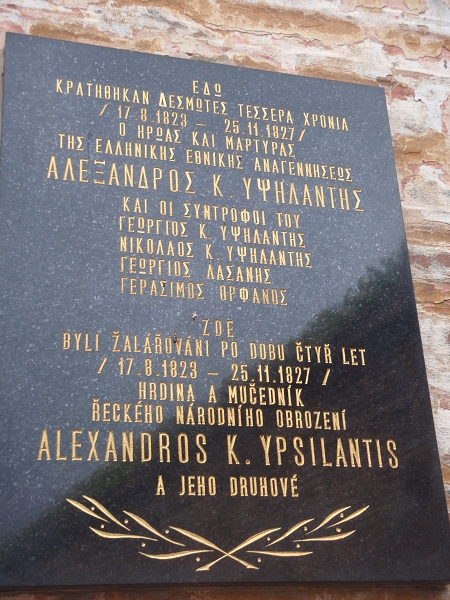 ΕΔΩ
ΚΡΑΤΗΘΗΚΑΝ ΔΕΣΜΩΤΕΣ ΤΕΣΣΕΡΑ ΧΡΟΝΙΑ
/ 17.8.1823 – 25.11.1827 /
Ο ΗΡΩΑΣ ΚΑΙ ΜΑΡΤΥΡΑΣ
ΤΗΣ ΕΛΛΗΝΙΚΗΣ ΕΘΝΙΚΗΣ ΑΝΑΓΕΝΝΗΣΕΩΣ
ΑΛΕΞΑΝΔΡΟΣ Κ. ΥΨΗΛΑΝΤΗΣ
ΚΑΙ ΟΙ ΣΥΝΤΡΟΦΟΙ ΤΟΥ
ΓΕΩΡΓΙΟΣ Κ. ΥΨΗΛΑΝΤΗΣ
ΝΙΚΟΛΑΟΣ Κ. ΥΨΗΛΑΝΤΗΣ
ΓΕΩΡΓΙΟΣ ΛΑΣΑΝΗΣ
ΓΕΡΑΣΙΜΟΣ ΟΡΦΑΝΟΣ
ZDE
BYLI ŽALÁŘOVÁNI PO DOBU ČTYŘ LET
/ 17.8.1823 – 25.11.1827 /
HRDINA A MUČEDNÍK
ŘECKÉHO NÁRODNÍHO OBROZENÍ
ALEXANDROS K. YPSILANTIS
A JEHO DRUHOVÉ